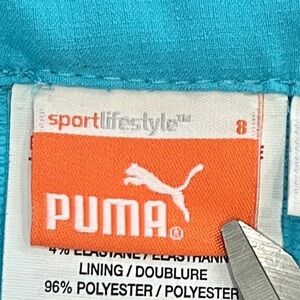 sportlifestyle™ 8
PUMA®
4% ELASTANE / ELASTHANN
LINING / DOUBLURE
96% POLYESTER / POLYESTER